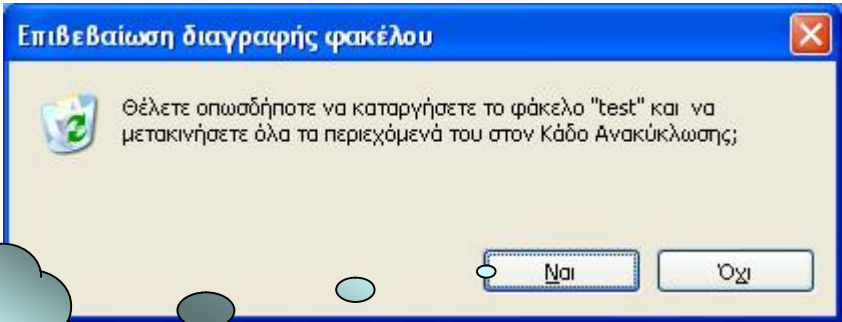 Επιβεβαίωση διαγραφής φακέλου
Θέλετε οπωσδήποτε να καταργήσετε το φάκελο "test" και να
μετακινήσετε όλα τα περιεχόμενά του στον Κάδο Ανακύκλωσης;
Ναι
Όχι